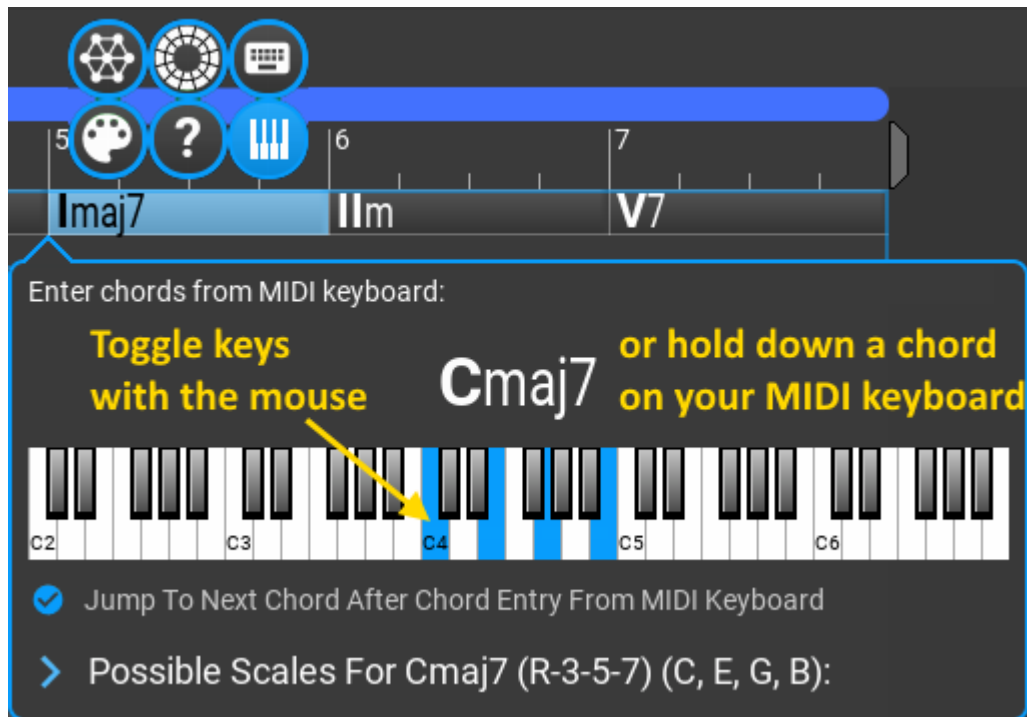 ?
5 6 7
Imaj7 IIm V7
Enter chords from MIDI keyboard:
Toggle keys
with the mouse
Cmaj7
or hold down a chord
on your MIDI keyboard
C2 C3 C4 C5 C6
Jump To Next Chord After Chord Entry From MIDI Keyboard
Possible Scales For Cmaj7 (R-3-5-7) (C, E, G, B):